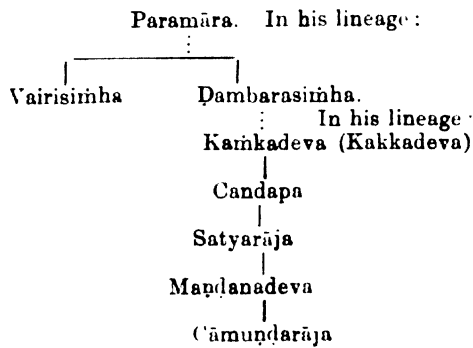 Paramāra. In his lineage:
Vairisiṁha Ḍambarasiṁha.
In his lineage
Kaṁkadeva (Kakkadeva)
Candapa
Satyarāja
Maṇḍanadeva
Cāmuṇḍarāja